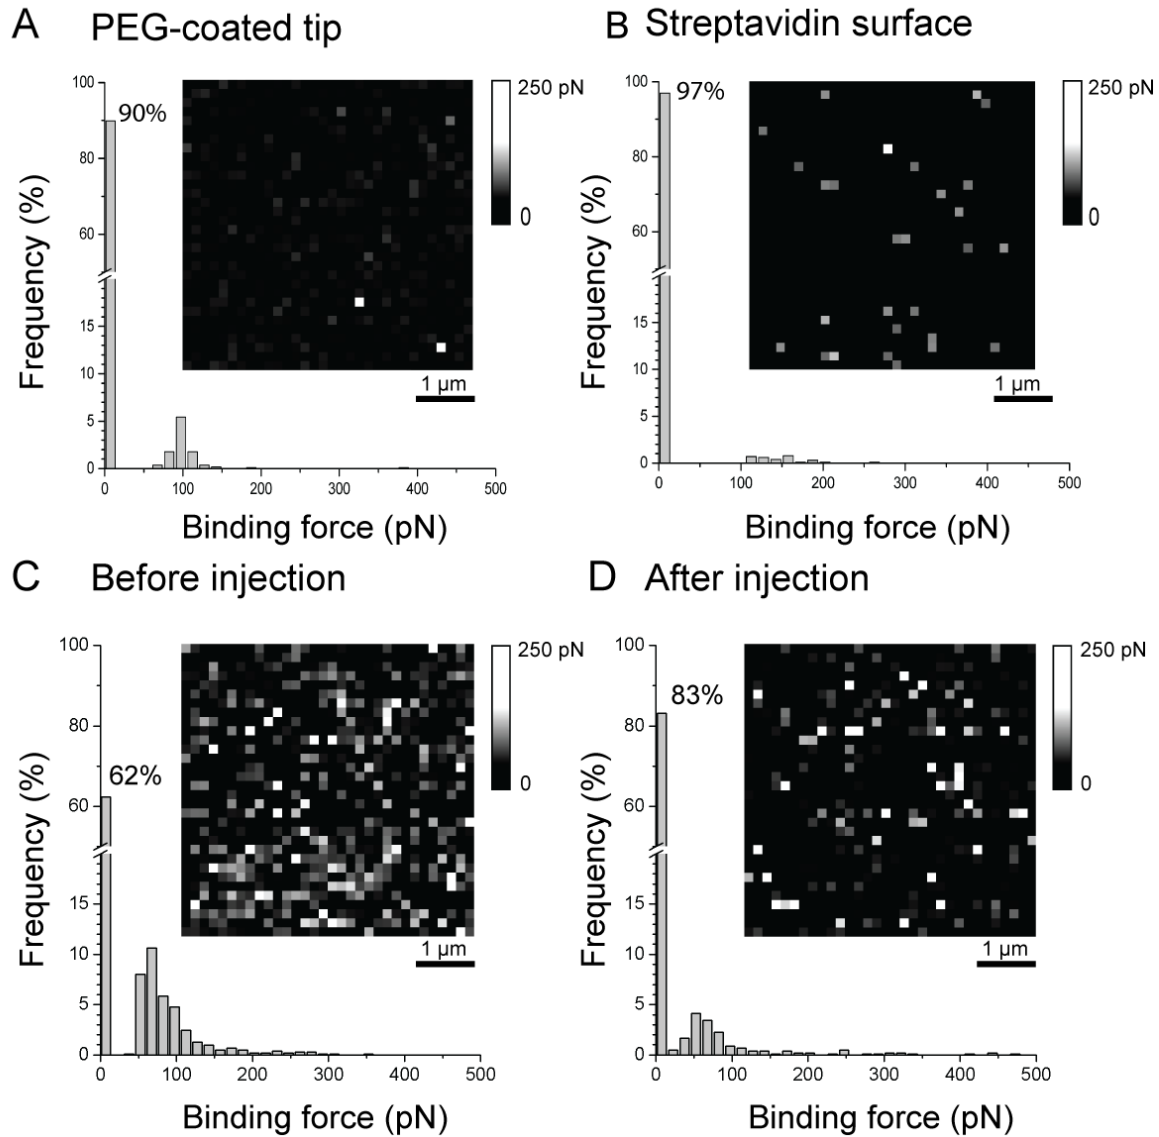 A PEG-coated tip
100
90%
80
60
15
10
5
0
Frequency (%)
250 pN
0
1 µm
0 100 200 300 400 500
Binding force (pN)
B Streptavidin surface
100
97%
80
60
15
10
5
0
Frequency (%)
250 pN
0
1 µm
0 100 200 300 400 500
Binding force (pN)
C Before injection
100
80
62%
60
15
10
5
0
Frequency (%)
250 pN
0
1 µm
0 100 200 300 400 500
Binding force (pN)
D After injection
100
83%
80
60
15
10
5
0
Frequency (%)
250 pN
0
1 µm
0 100 200 300 400 500
Binding force (pN)